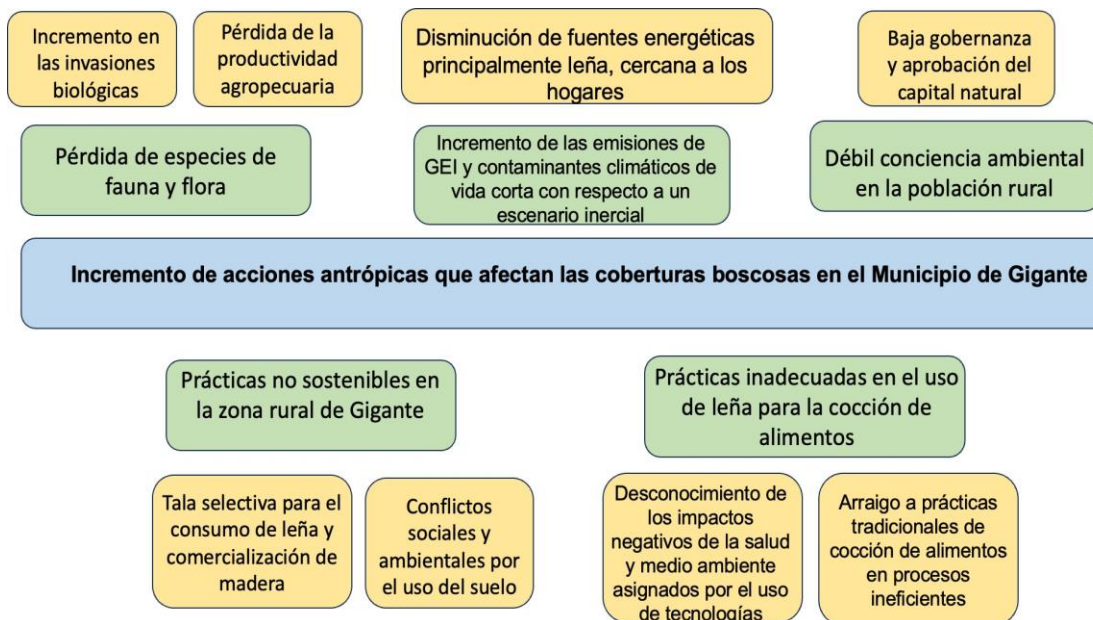 Incremento en
las invasiones
biológicas
Pérdida de la
productividad
agropecuaria
Disminución de fuentes energéticas
principalmente leña, cercana a los
hogares
Baja gobernanza
y aprobación del
capital natural
Pérdida de especies de
fauna y flora
Incremento de las emisiones de
GEI y contaminantes climáticos de
vida corta con respecto a un
escenario inercial
Débil conciencia ambiental
en la población rural
Incremento de acciones antrópicas que afectan las coberturas boscosas en el Municipio de Gigante
Prácticas no sostenibles en
la zona rural de Gigante
Prácticas inadecuadas en el uso
de leña para la cocción de
alimentos
Tala selectiva para el
consumo de leña y
comercialización de
madera
Conflictos
sociales y
ambientales por
el uso del suelo
Desconocimiento de
los impactos
negativos de la salud
y medio ambiente
asignados por el uso
de tecnologías
Arraigo a prácticas
tradicionales de
cocción de alimentos
en procesos
ineficientes